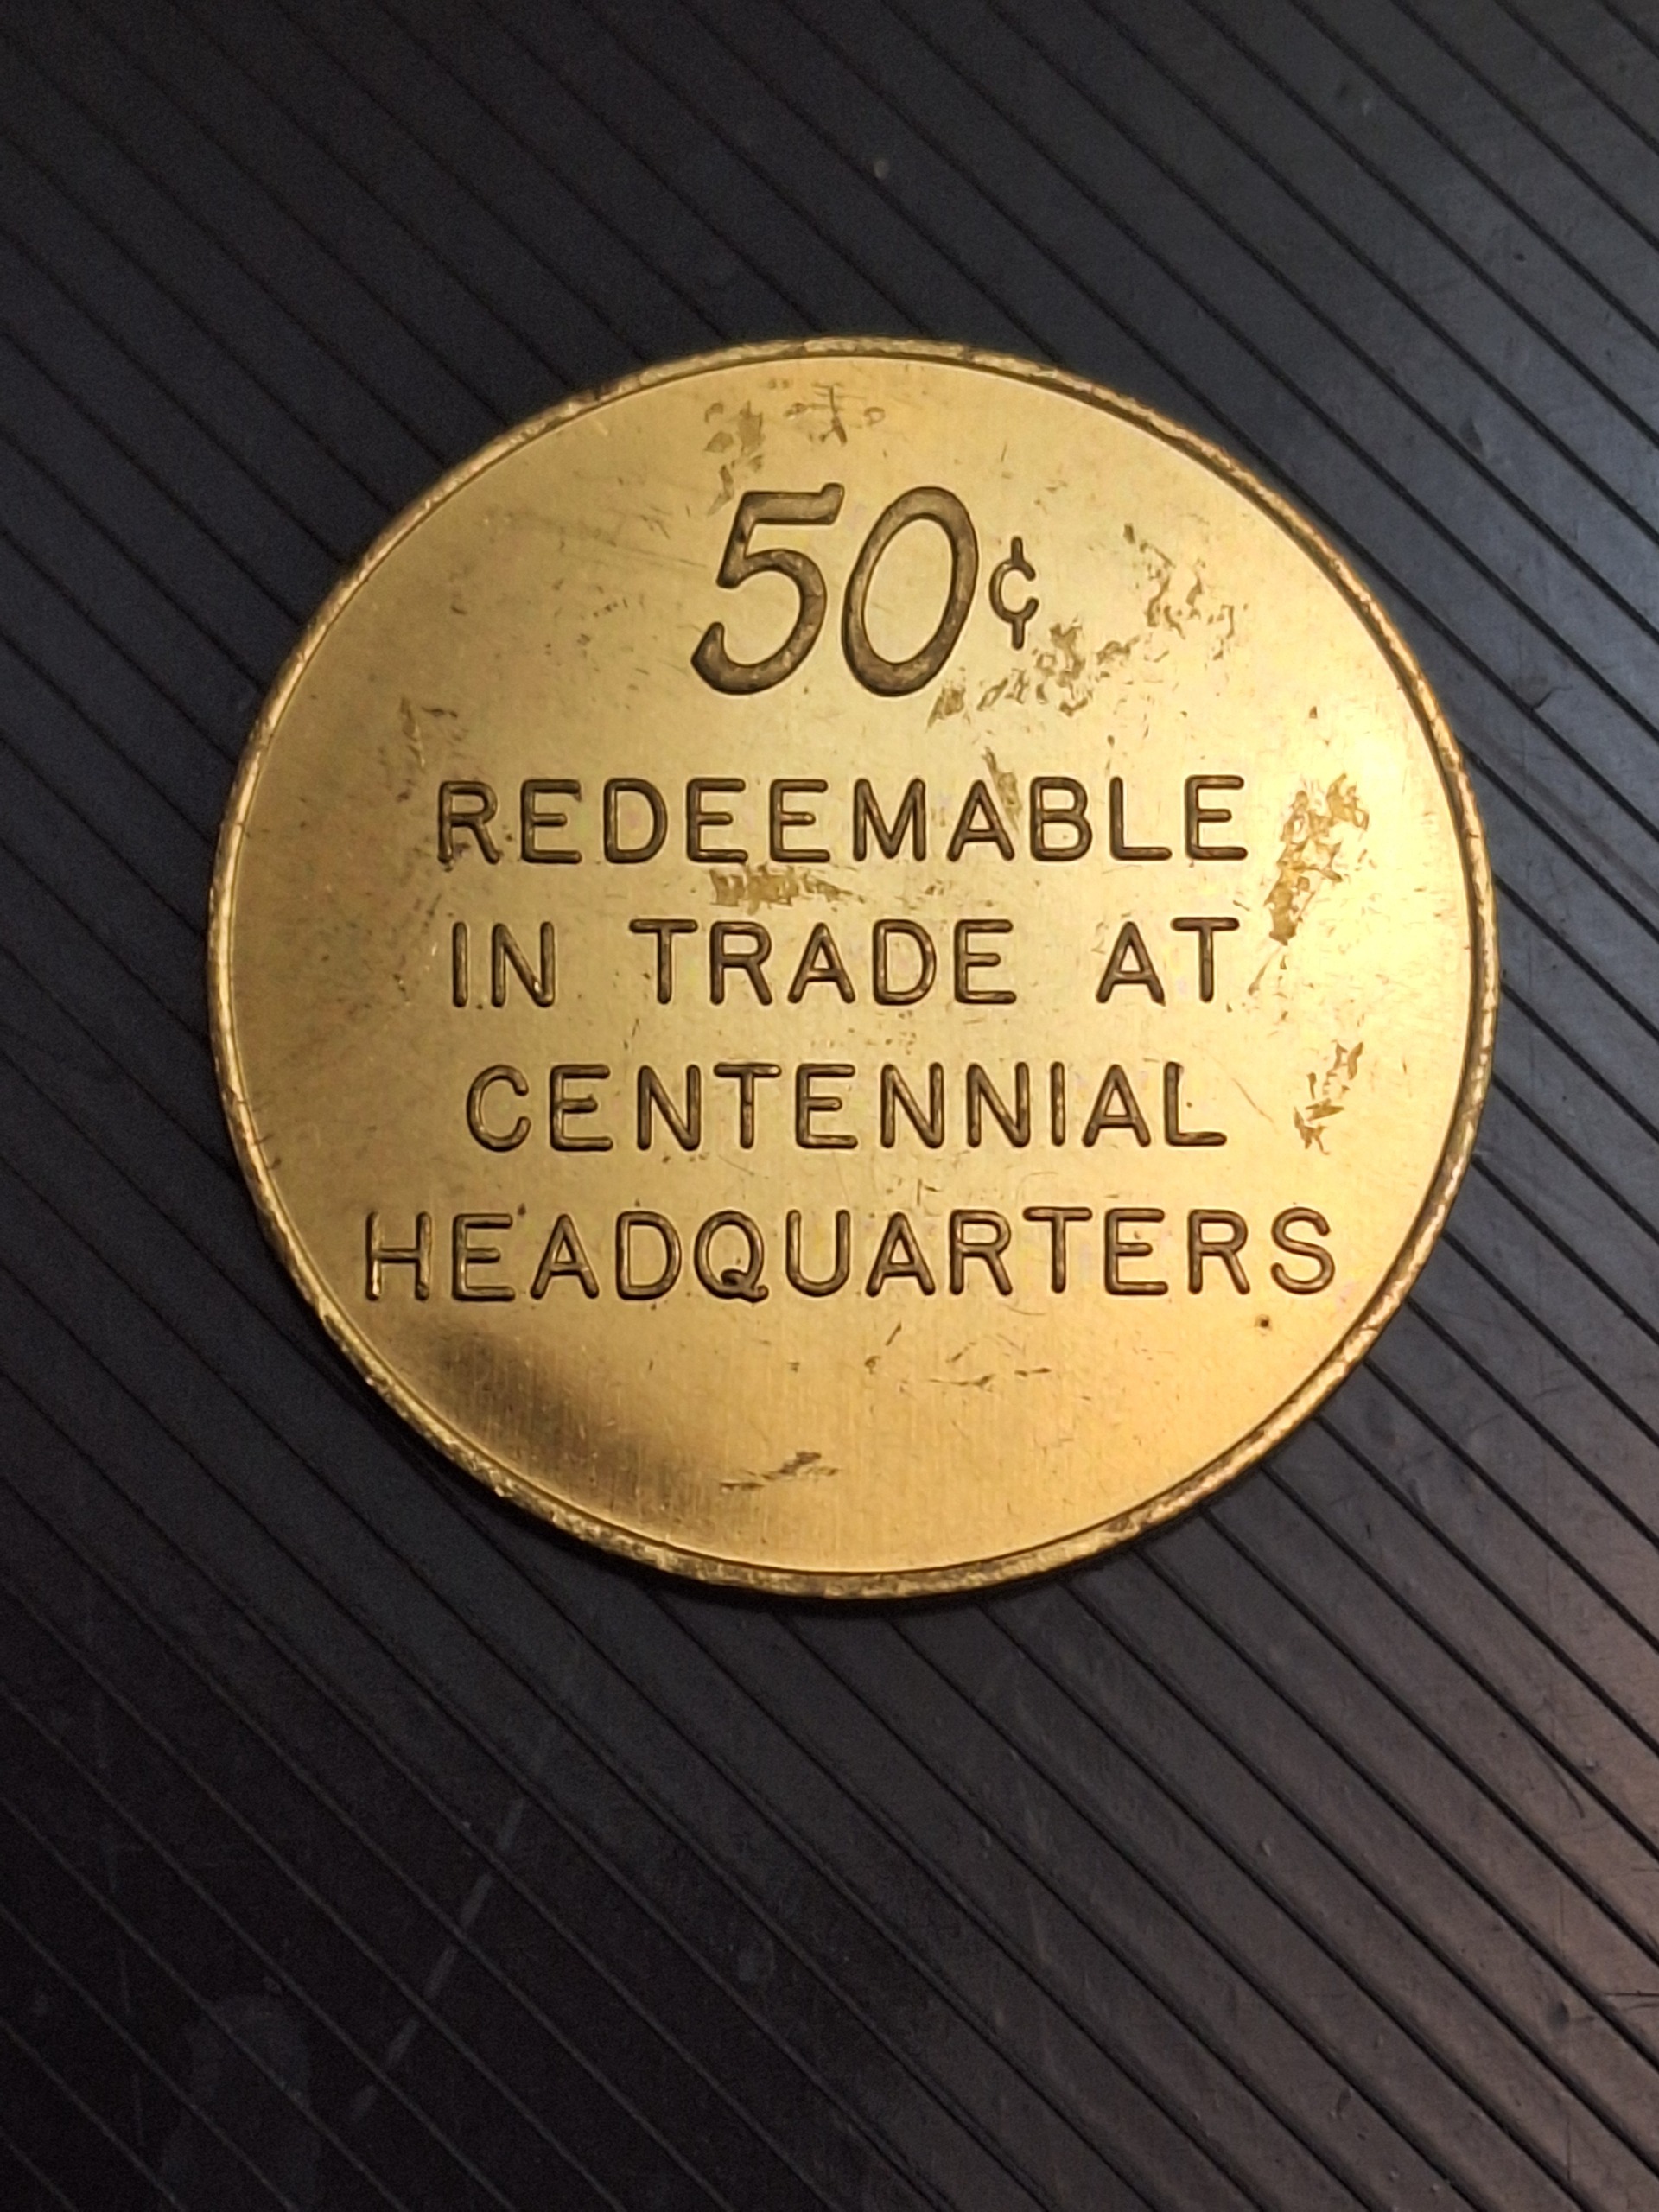 50¢
REDEEMABLE
IN TRADE AT
CENTENNIAL
HEADQUARTERS